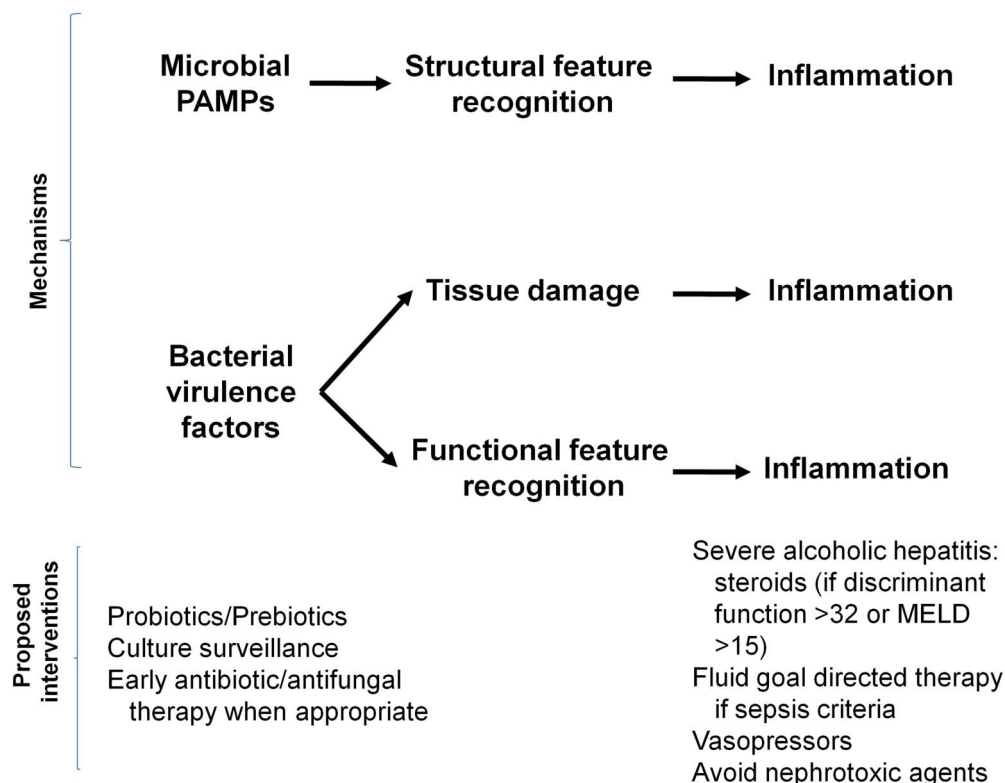 Mechanisms
Microbial
PAMPs
Structural feature
recognition
Inflammation
Tissue damage
Inflammation
Bacterial
virulence
factors
Functional feature
recognition
Inflammation
Proposed
interventions
Probiotics/Prebiotics
Culture surveillance
Early antibiotic/antifungal
therapy when appropriate
Severe alcoholic hepatitis:
steroids (if discriminant
function >32 or MELD
>15)
Fluid goal directed therapy
if sepsis criteria
Vasopressors
Avoid nephrotoxic agents